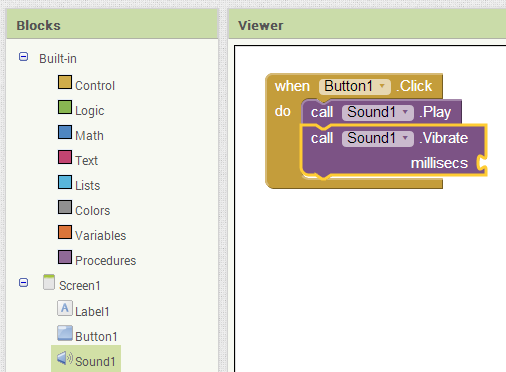 Blocks
Built-in
Control
Logic
Math
Text
Lists
Colors
Variables
Procedures
Screen1
A Label1
Button1
Sound1
Viewer
when Button1 .Click
do call Sound1 .Play
call Sound1 .Vibrate
millisecs